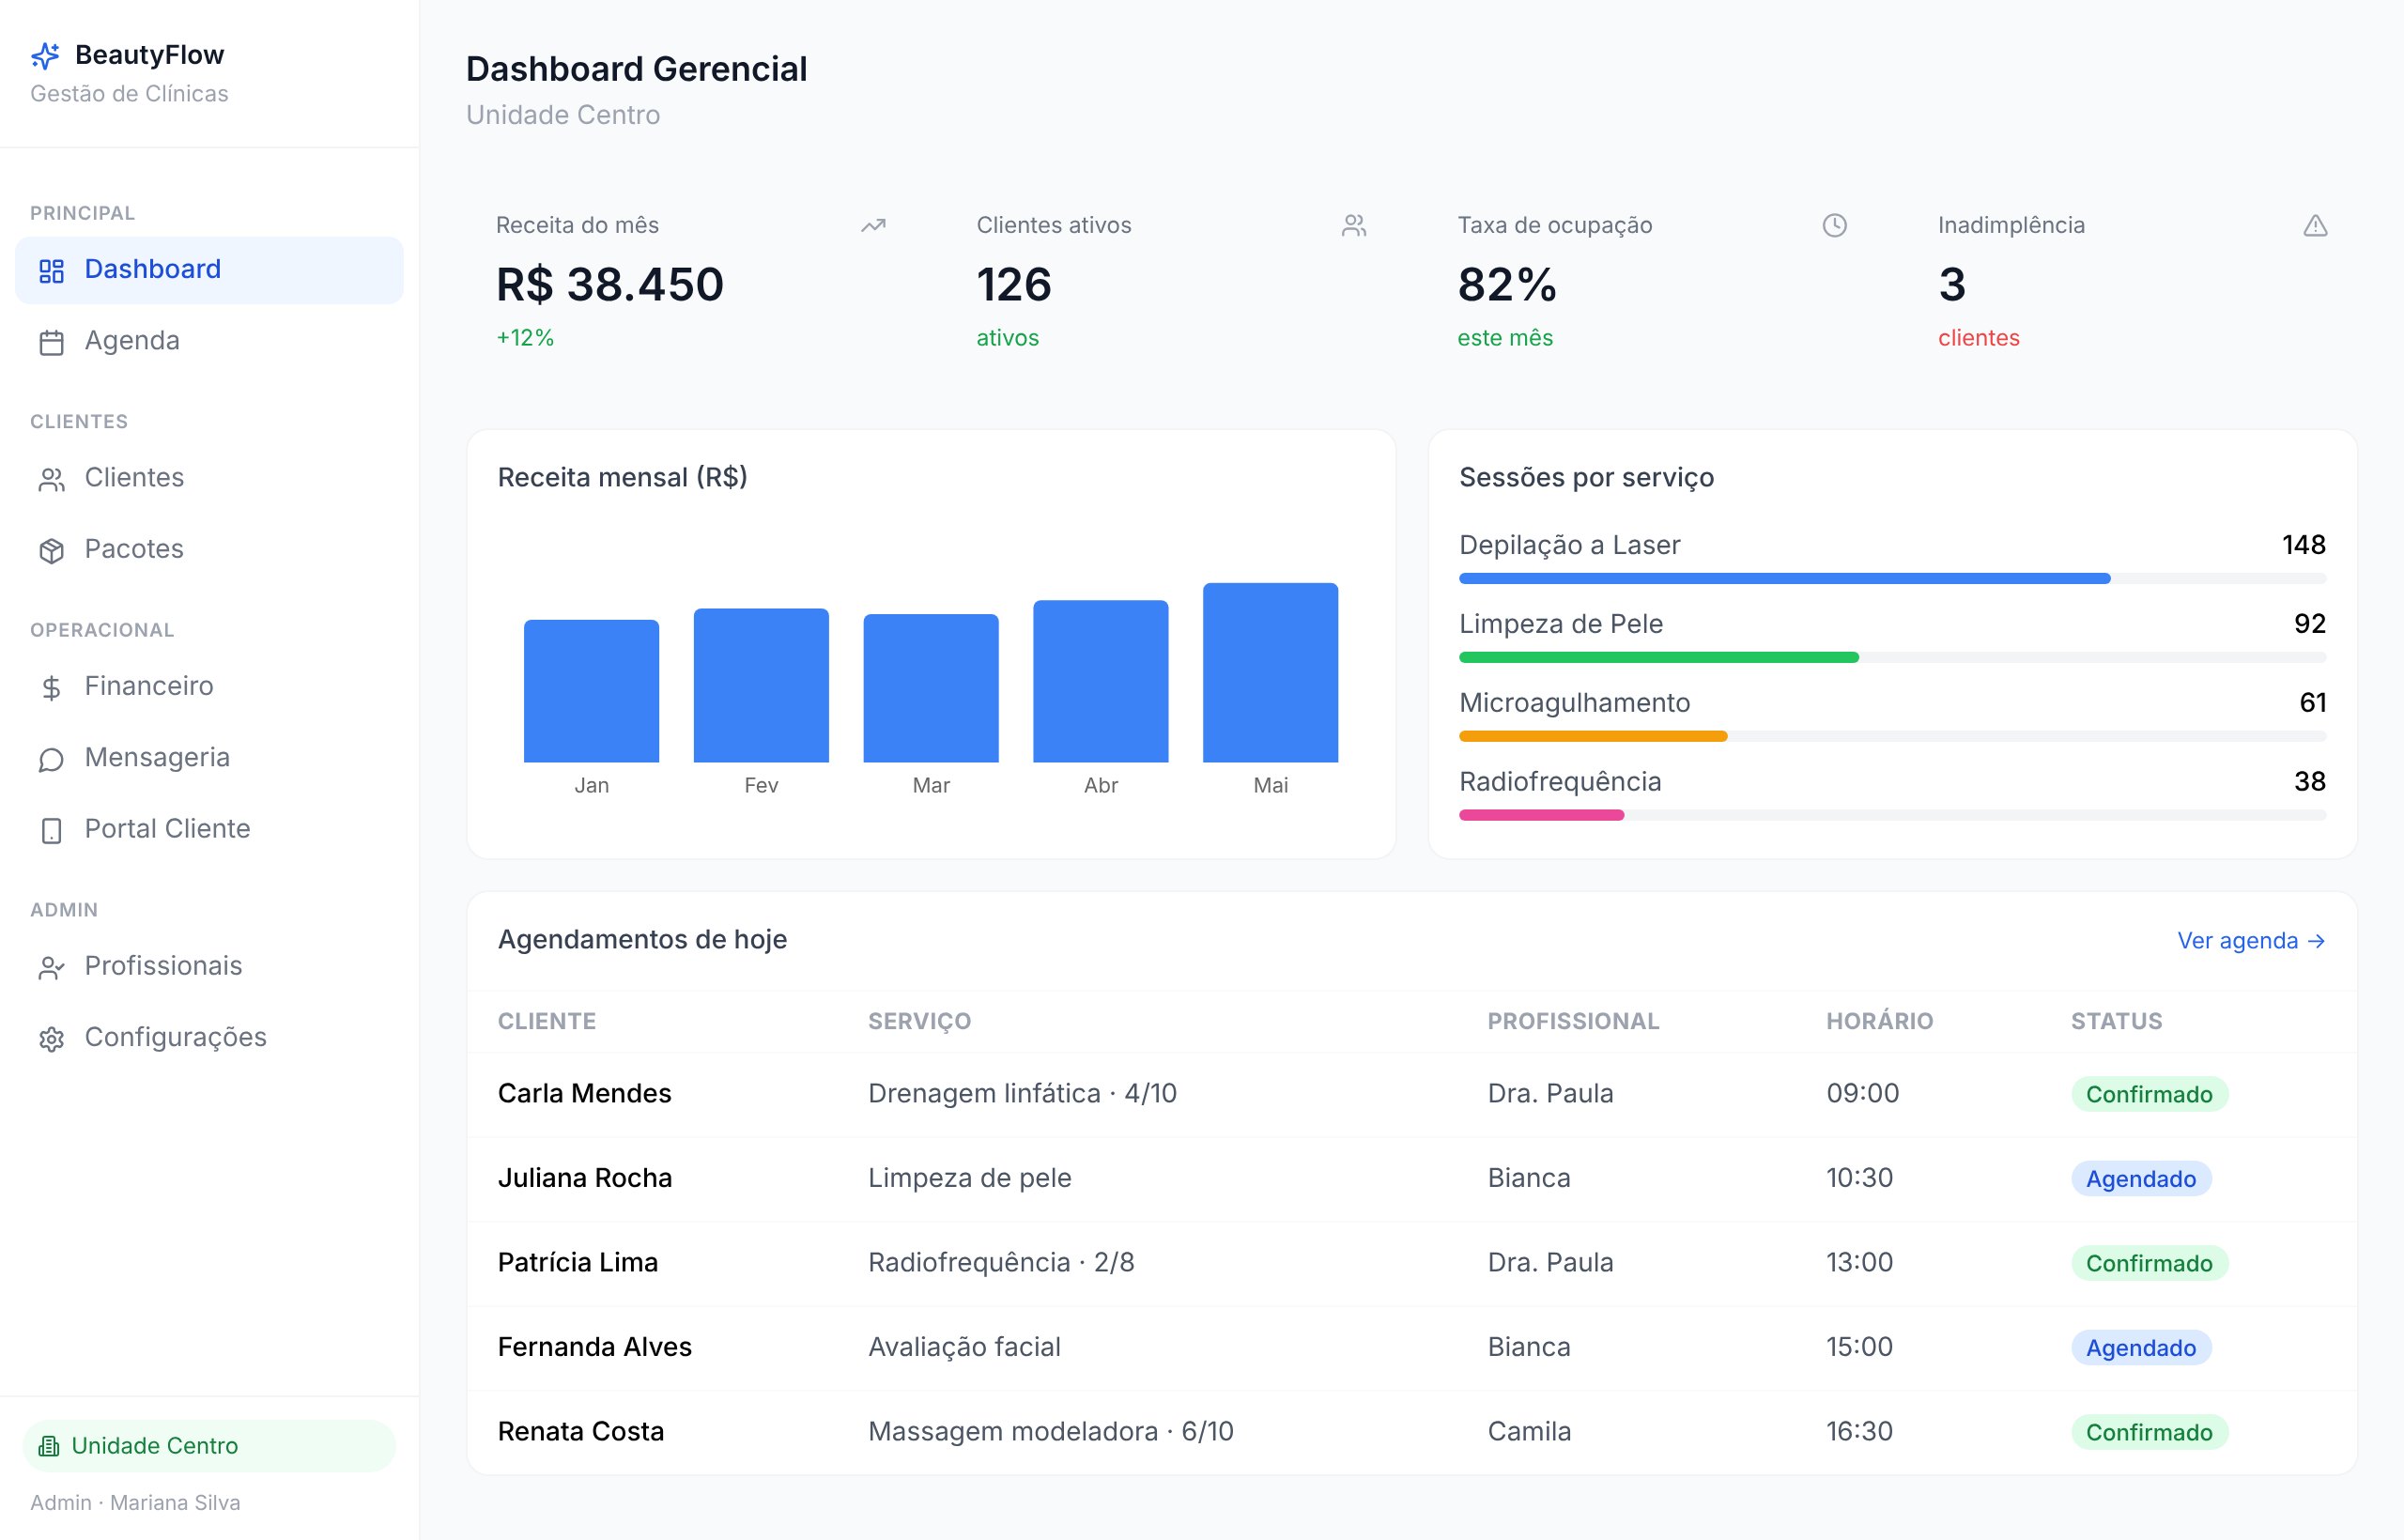 BeautyFlow
Gestão de Clínicas
PRINCIPAL
Dashboard
Agenda
CLIENTES
Clientes
Pacotes
OPERACIONAL
Financeiro
Mensageria
Portal Cliente
ADMIN
Profissionais
Configurações
Unidade Centro
Admin · Mariana Silva
Dashboard Gerencial
Unidade Centro
Receita do mês
R$ 38.450
+12%
Clientes ativos
126
ativos
Taxa de ocupação
82%
este mês
Inadimplência
3
clientes
Receita mensal (R$)
Jan Fev Mar Abr Mai
Sessões por serviço
Depilação a Laser 148
Limpeza de Pele 92
Microagulhamento 61
Radiofrequência 38
Agendamentos de hoje Ver agenda →
CLIENTE SERVIÇO PROFISSIONAL HORÁRIO STATUS
Carla Mendes Drenagem linfática · 4/10 Dra. Paula 09:00 Confirmado
Juliana Rocha Limpeza de pele Bianca 10:30 Agendado
Patrícia Lima Radiofrequência · 2/8 Dra. Paula 13:00 Confirmado
Fernanda Alves Avaliação facial Bianca 15:00 Agendado
Renata Costa Massagem modeladora · 6/10 Camila 16:30 Confirmado